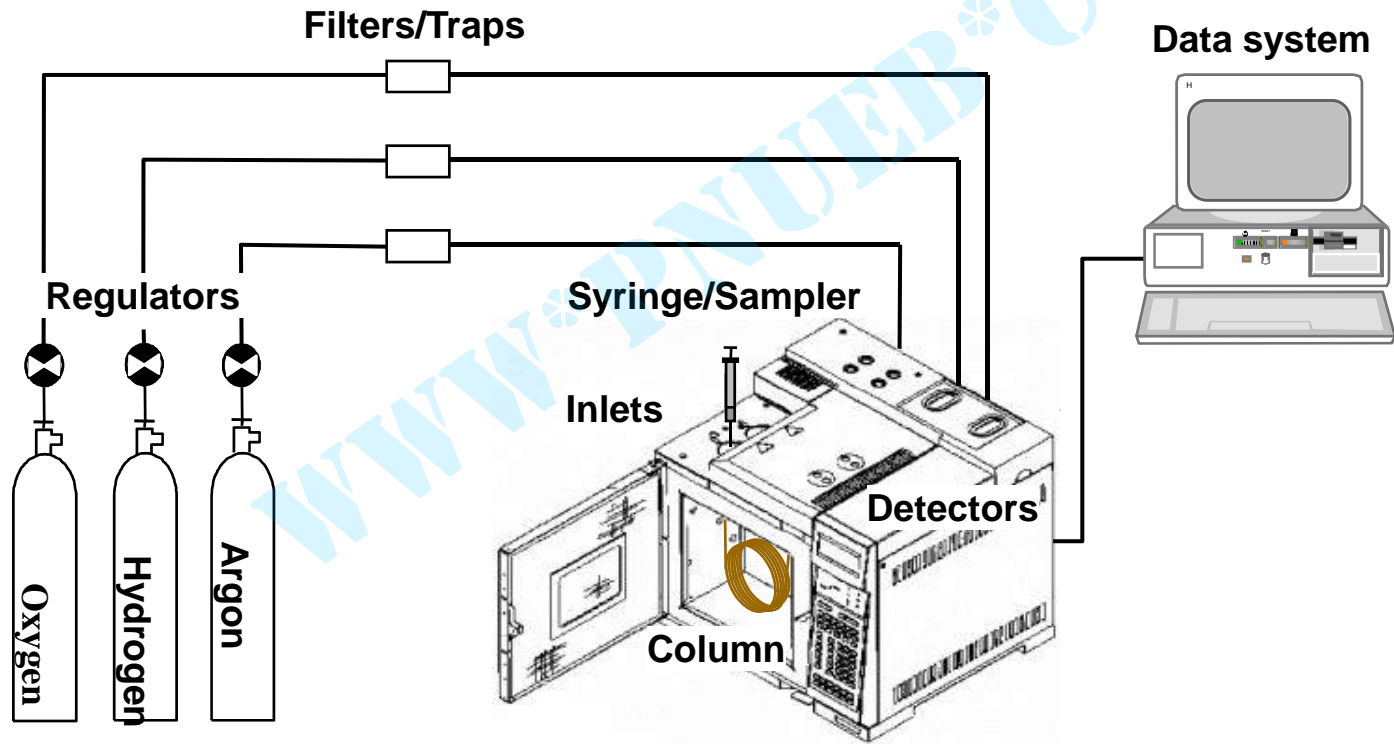 Filters/Traps
Data system
H
Regulators
Syringe/Sampler
Inlets
Detectors
Column
Oxygen
Hydrogen
Argon
WWW*PNUEB*C